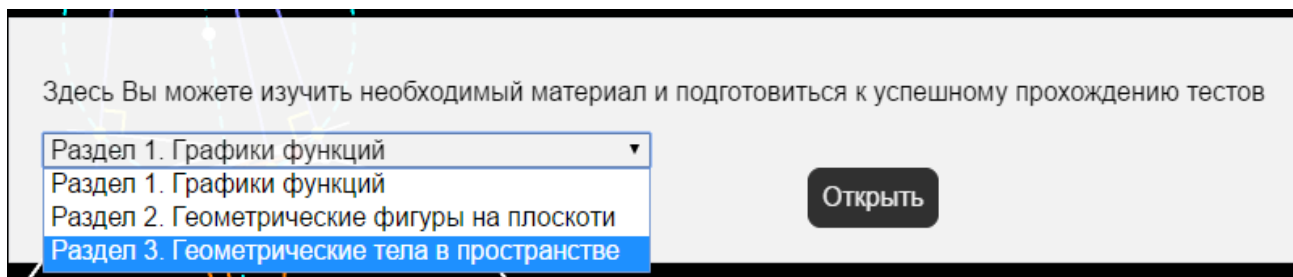 Здесь Вы можете изучить необходимый материал и подготовиться к успешному прохождению тестов
Раздел 1. Графики функций
Раздел 1. Графики функций
Раздел 2. Геометрические фигуры на плоскоти
Раздел 3. Геометрические тела в пространстве
Открыть